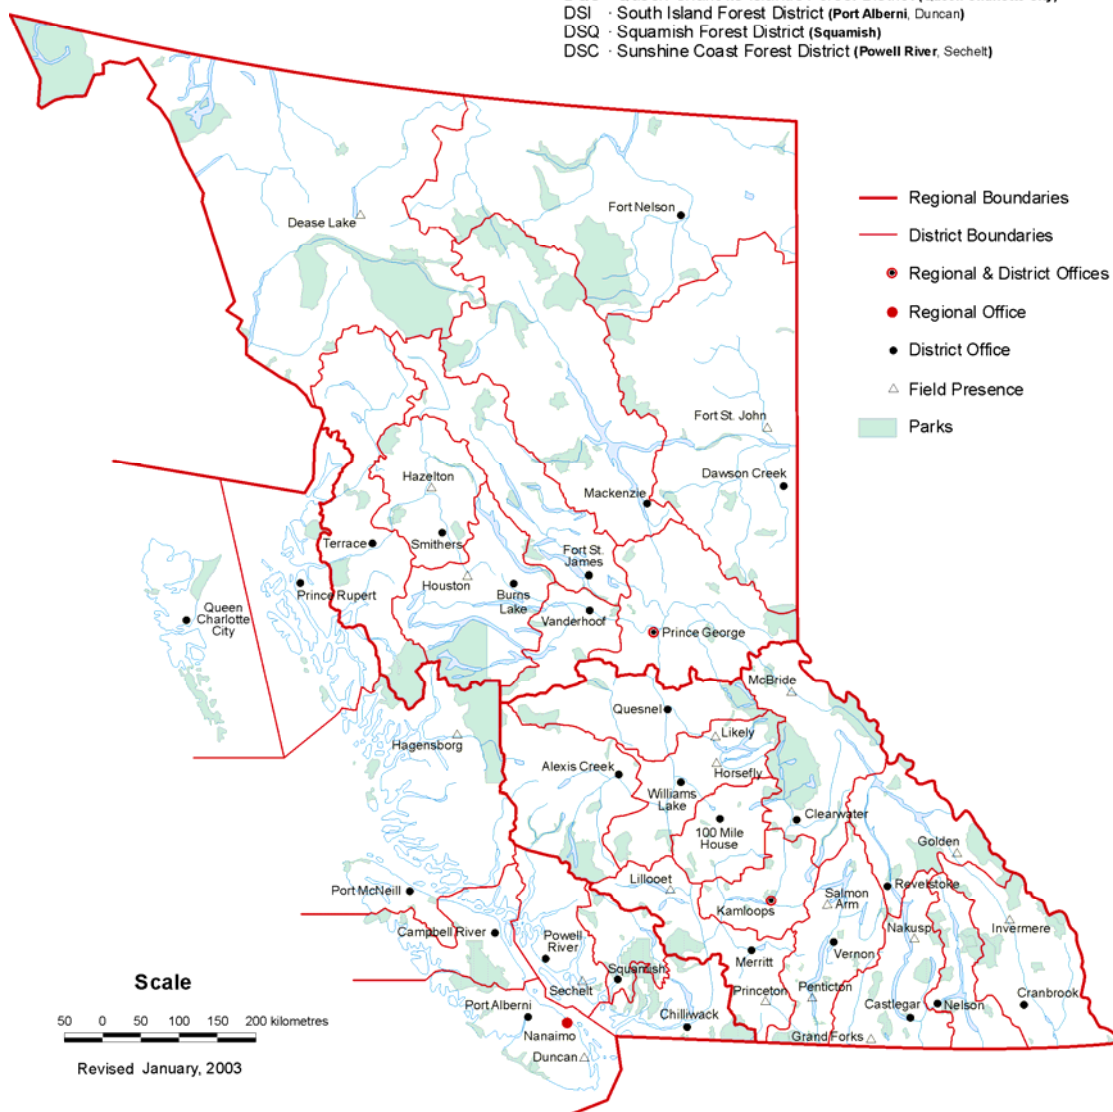 DSI · South Island Forest District (Port Alberni, Duncan)
DSQ · Squamish Forest District (Squamish)
DSC · Sunshine Coast Forest District (Powell River, Sechelt)
Regional Boundaries
District Boundaries
Regional & District Offices
Regional Office
District Office
Field Presence
Parks
Dease Lake
Fort Nelson
Fort St. John
Dawson Creek
Mackenzie
Hazelton
Smithers
Terrace
Fort St.
James
Houston
Burns
Lake
Prince Rupert
Queen
Charlotte
City
Vanderhoof
Prince George
McBride
Quesnel
Likely
Hagensborg
Horsefly
Alexis Creek
Williams
Lake
Clearwater
100 Mile
House
Golden
Port McNeill
Lillooet
Revelstoke
Salmon
Arm
Kamloops
Campbell River
Powell
River
Nakusp
Invermere
Merritt
Vernon
Squamish
Sechelt
Princeton
Penticton
Port Alberni
Castlegar
Nelson
Cranbrook
Chilliwack
Nanaimo
Grand Forks
Duncan
Scale
50 0 50 100 150 200 kilometres
Revised January, 2003